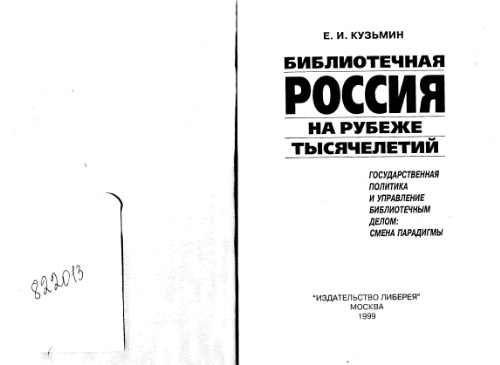 822013
Е. И. КУЗЬМИН
БИБЛИОТЕЧНАЯ
РОССИЯ
НА РУБЕЖЕ
ТЫСЯЧЕЛЕТИЙ
ГОСУДАРСТВЕННАЯ
ПОЛИТИКА
И УПРАВЛЕНИЕ
БИБЛИОТЕЧНЫМ
ДЕЛОМ:
СМЕНА ПАРАДИГМЫ
"ИЗДАТЕЛЬСТВО ЛИБЕРЕЯ"
МОСКВА
1999